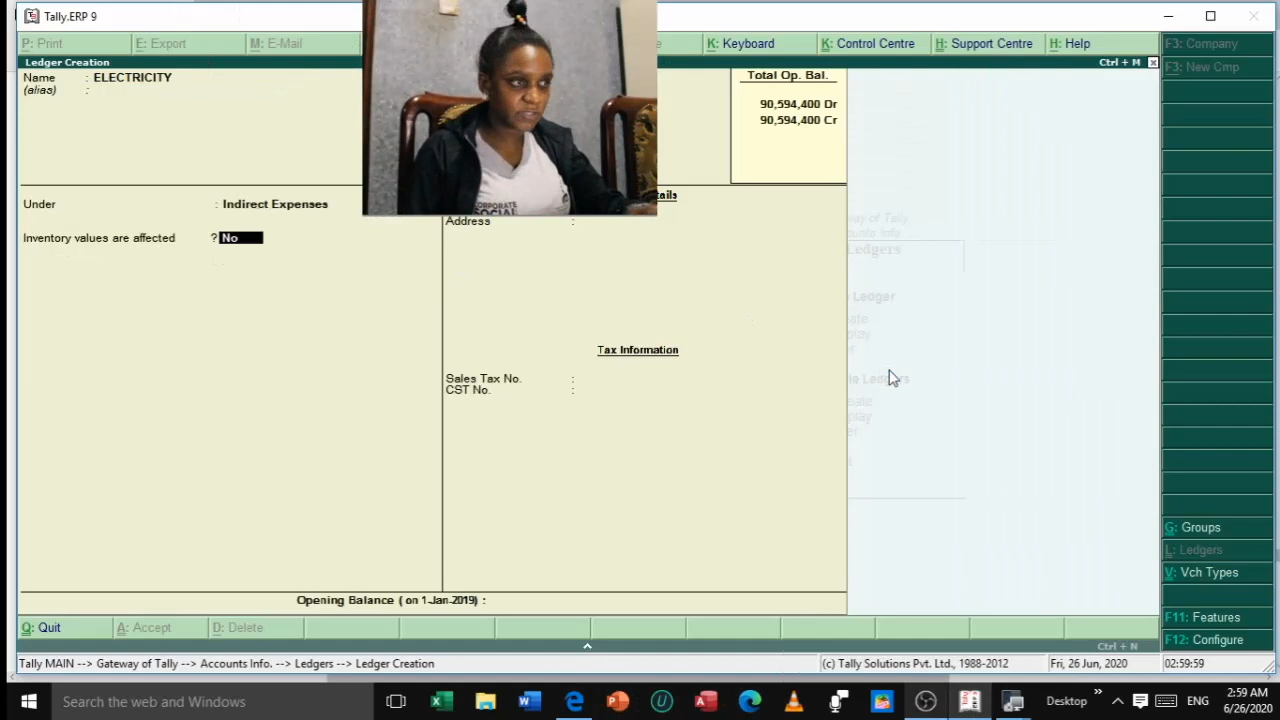 Tally.ERP 9
P: Print E: Export M: E-Mail K: Keyboard K: Control Centre H: Support Centre H: Help F3: Company
Ledger Creation Ctrl + M
F3: New Cmp
Name : ELECTRICITY Total Op. Bal.
(alias) :
90,594,400 Dr
90,594,400 Cr
CORPORATE
SOCIAL
Under : Indirect Expenses
Address :
Inventory values are affected ? No
Ledgers
Tax Information
Sales Tax No. :
CST No. :
Opening Balance ( on 1-Jan-2019) :
G: Groups
L: Ledgers
V: Vch Types
F11: Features
F12: Configure
Q: Quit A: Accept D: Delete
Ctrl + N
Tally MAIN --> Gateway of Tally --> Accounts Info. --> Ledgers --> Ledger Creation (c) Tally Solutions Pvt. Ltd., 1988-2012 Fri, 26 Jun, 2020 02:59:59
Search the web and Windows Desktop ENG 2:59 AM
6/26/2020